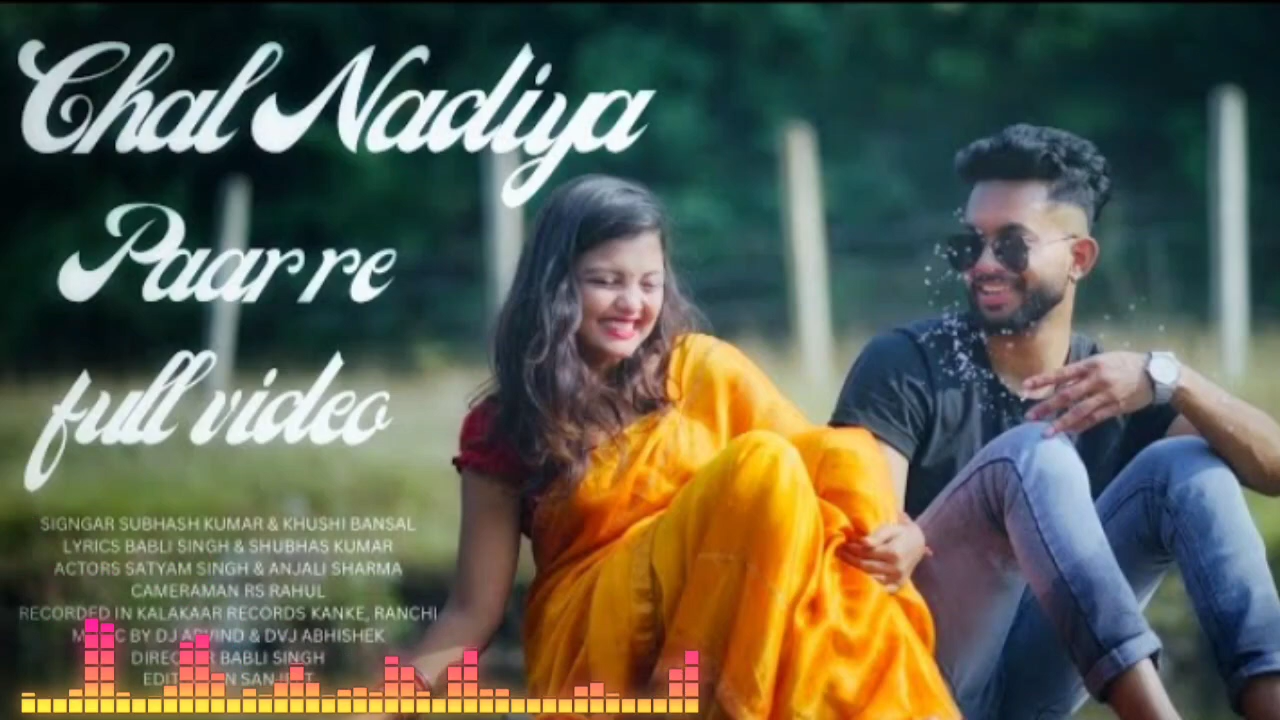 Chal Nadiya
Paar re
full video
SIGNGAR SUBHASH KUMAR & KHUSHI BANSAL
LYRICS BABLI SINGH & SHUBHAS KUMAR
ACTORS SATYAM SINGH & ANJALI SHARMA
CAMERAMAN RS RAHUL
RECORDED IN KALAKAAR RECORDS KANKE, RANCHI
BY DJ ARVIND & DVJ ABHISHEK
BABLI SINGH